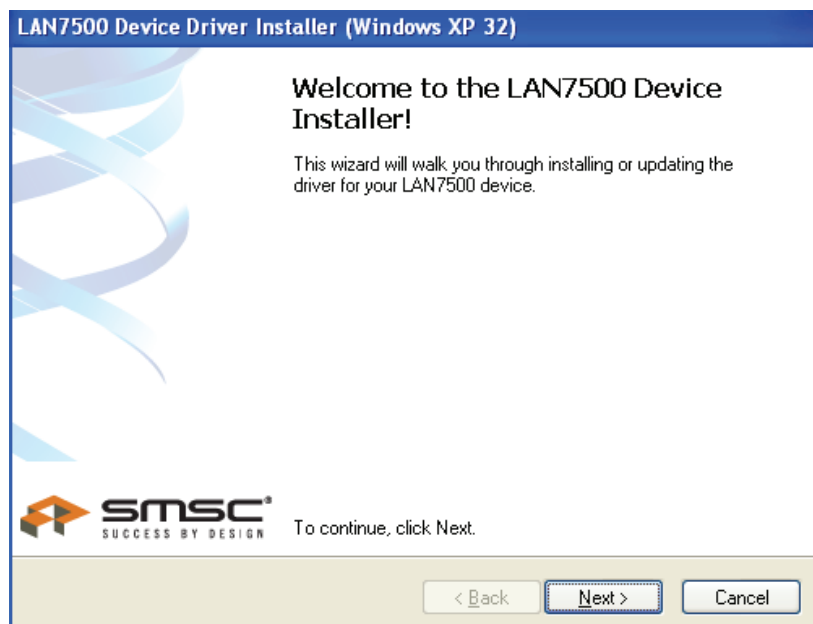 LAN7500 Device Driver Installer (Windows XP 32)
Welcome to the LAN7500 Device
Installer!
This wizard will walk you through installing or updating the
driver for your LAN7500 device.
smsc®
SUCCESS BY DESIGN
To continue, click Next.
< Back
Next >
Cancel